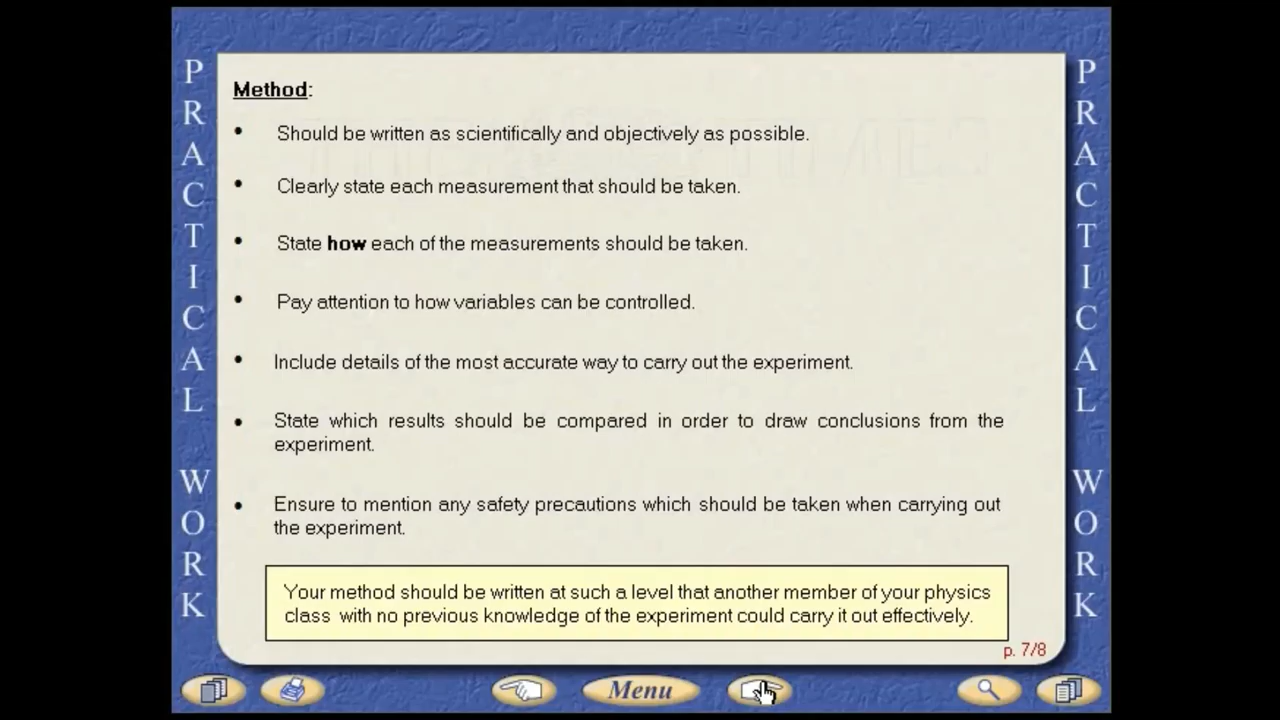 PRACTICAL WORK
Method:
• Should be written as scientifically and objectively as possible.
• Clearly state each measurement that should be taken.
• State how each of the measurements should be taken.
• Pay attention to how variables can be controlled.
• Include details of the most accurate way to carry out the experiment.
• State which results should be compared in order to draw conclusions from the
experiment.
• Ensure to mention any safety precautions which should be taken when carrying out
the experiment.
Your method should be written at such a level that another member of your physics
class with no previous knowledge of the experiment could carry it out effectively.
p. 7/8
Menu
PRACTICAL WORK